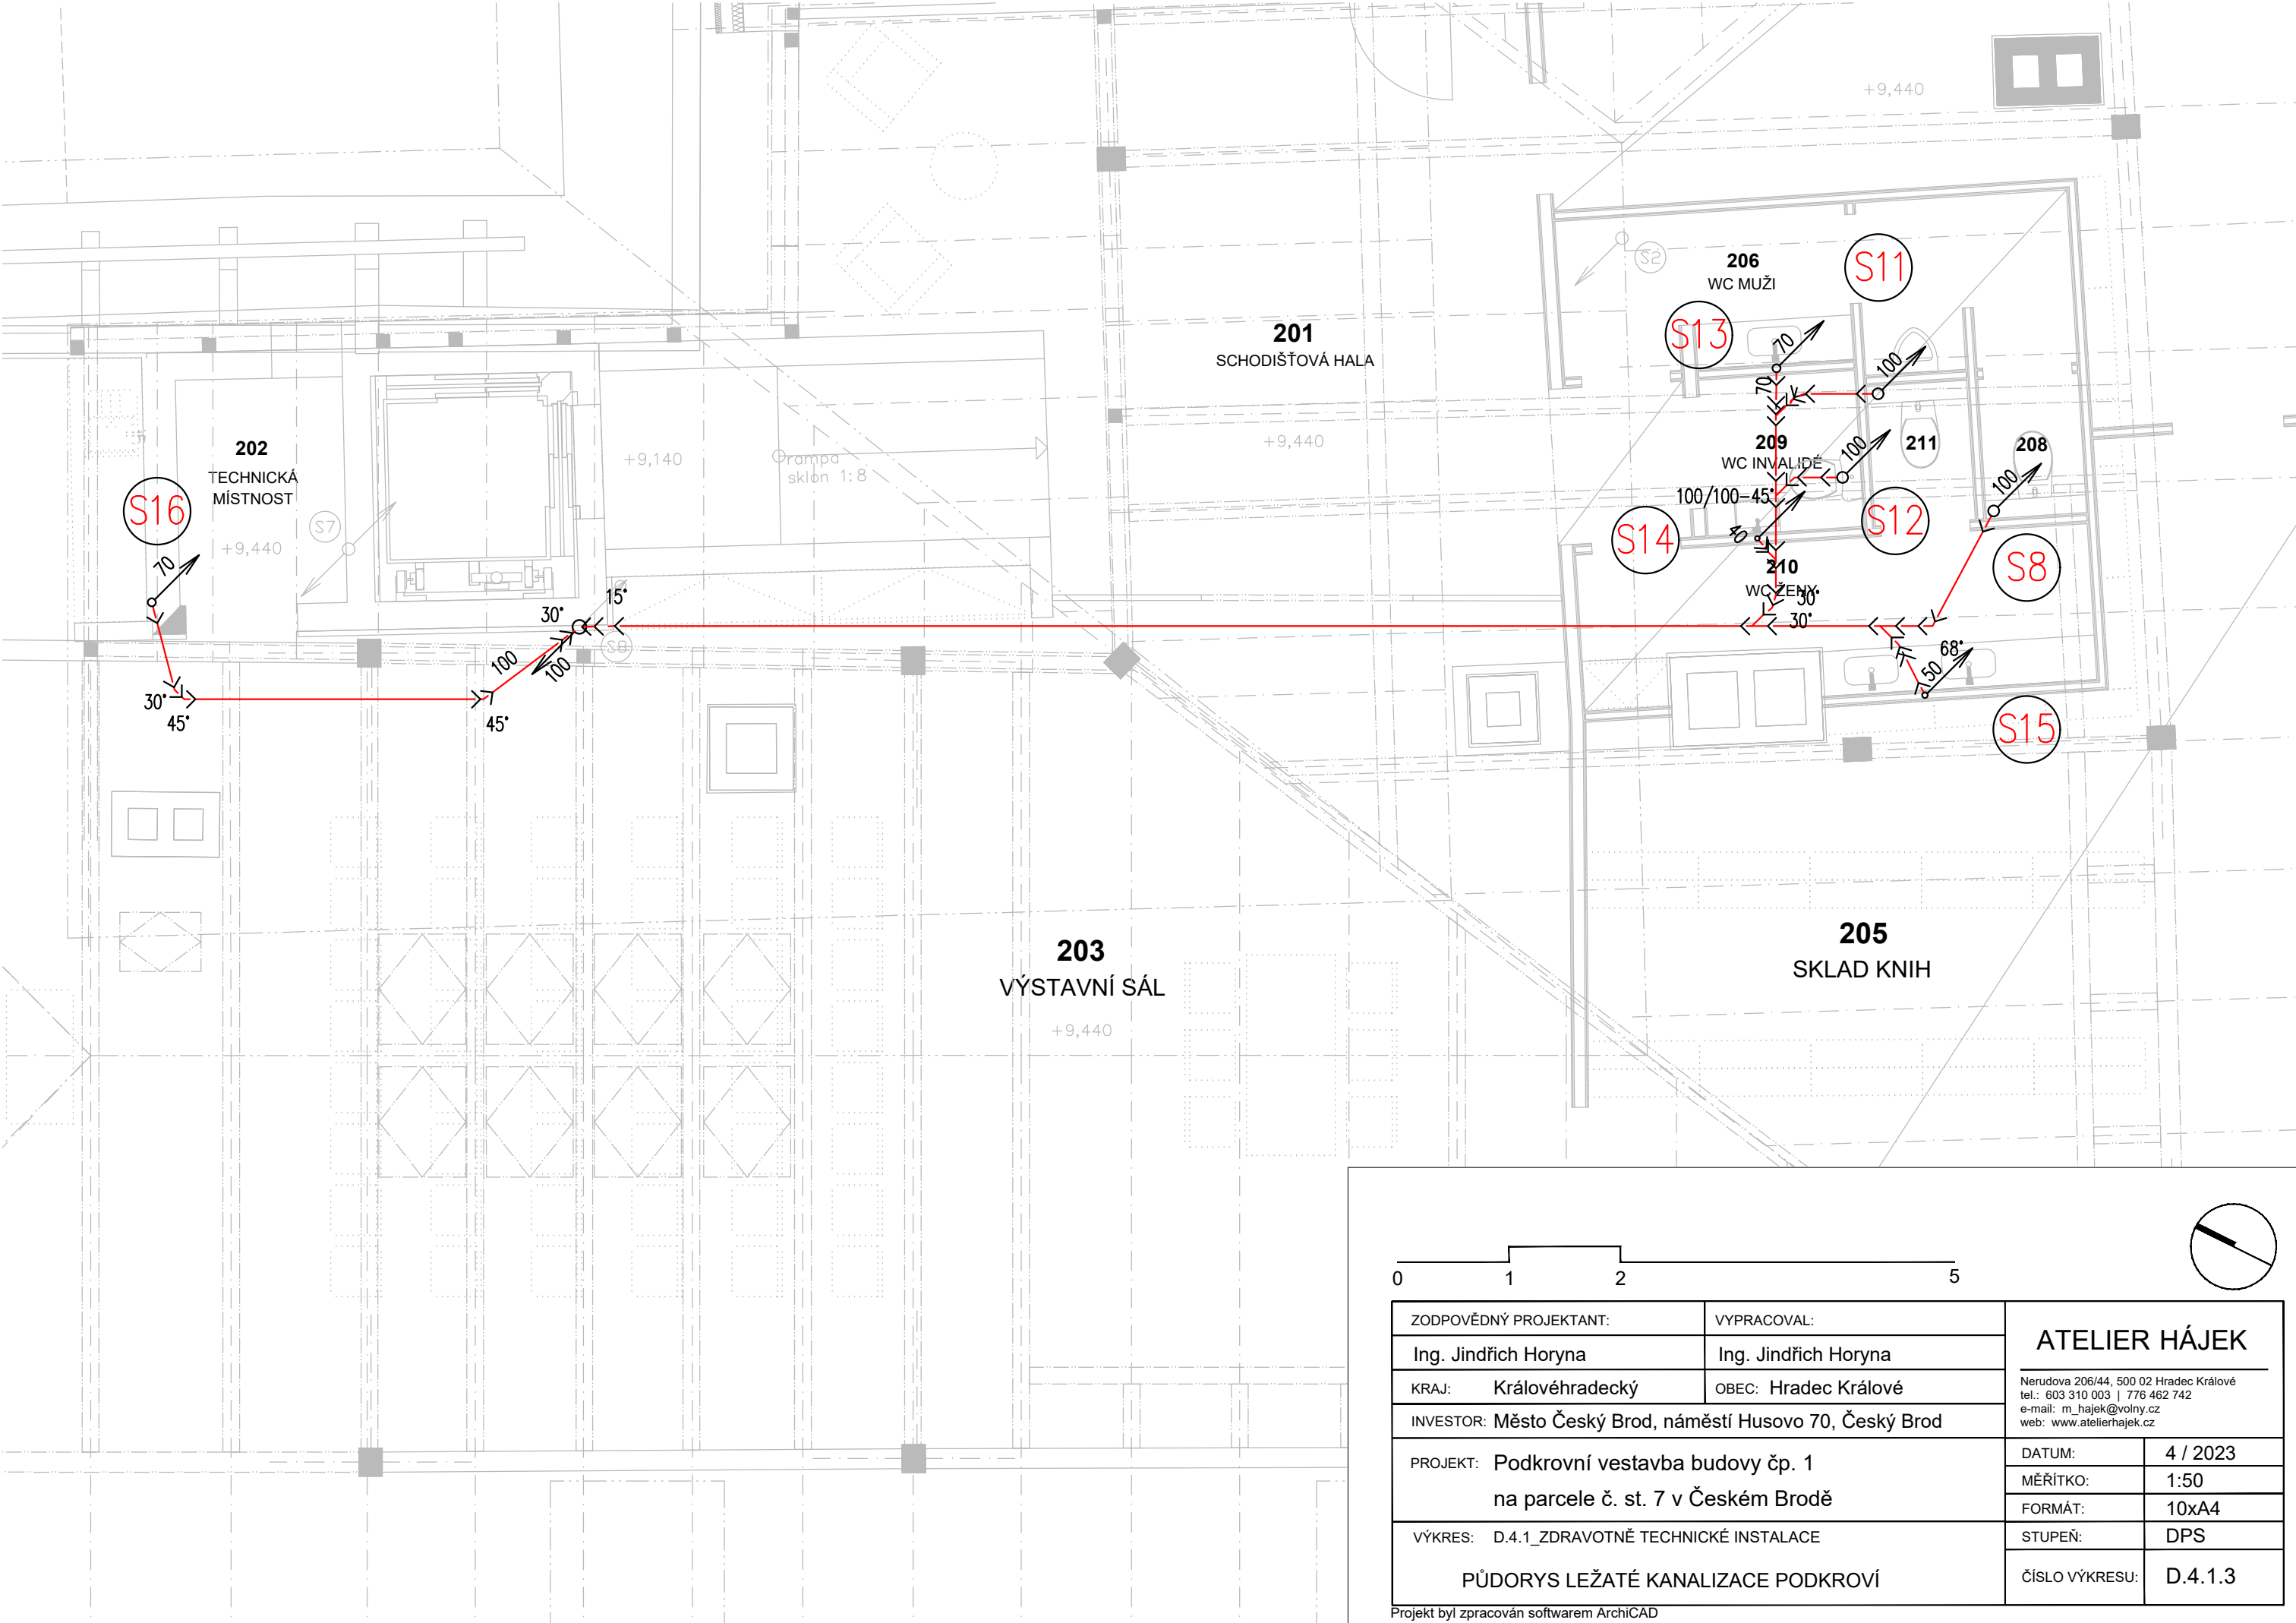 +9,440
S2
206
WC MUŽI
S11
S13
70
100
201
SCHODIŠŤOVÁ HALA
70
202
TECHNICKÁ
MÍSTNOST
+9,140
rampa
sklon 1:8
+9,440
209
WC INVALIDÉ
100
211
208
100
100/100-45°
S16
S7
+9,440
S14
40
S12
S8
70
210
WC ŽENY
30°
30°
15°
30°
100
100
68°
50
S15
30°
45°
45°
203
VÝSTAVNÍ SÁL
+9,440
205
SKLAD KNIH
0 1 2 5
ZODPOVĚDNÝ PROJEKTANT: VYPRACOVAL:
Ing. Jindřich Horyna Ing. Jindřich Horyna
KRAJ: Královéhradecký OBEC: Hradec Králové
INVESTOR: Město Český Brod, náměstí Husovo 70, Český Brod
PROJEKT: Podkrovní vestavba budovy čp. 1
na parcele č. st. 7 v Českém Brodě
VÝKRES: D.4.1_ZDRAVOTNĚ TECHNICKÉ INSTALACE
PŮDORYS LEŽATÉ KANALIZACE PODKROVÍ
ATELIER HÁJEK
Nerudova 206/44, 500 02 Hradec Králové
tel.: 603 310 003 | 776 462 742
e-mail: m_hajek@volny.cz
web: www.atelierhajek.cz
DATUM: 4 / 2023
MĚŘÍTKO: 1:50
FORMÁT: 10xA4
STUPEŇ: DPS
ČÍSLO VÝKRESU: D.4.1.3
Projekt byl zpracován softwarem ArchiCAD